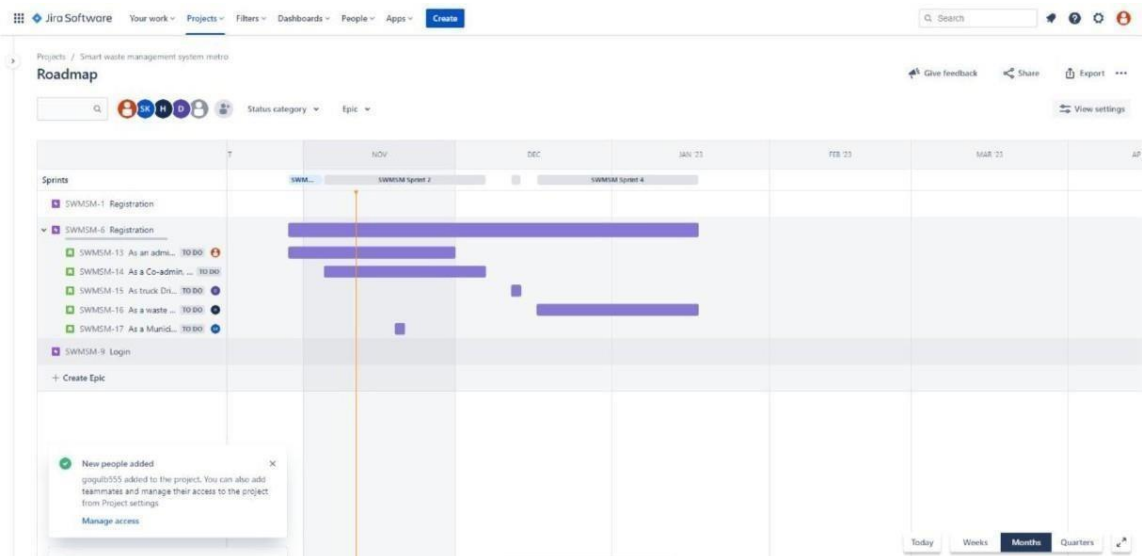 Jira Software Your work Projects Filters Dashboards People Apps Create Search
Projects / Smart waste management system metro
Roadmap
Give feedback Share Export
SK H D Status category Epic View settings
T NOV DEC JAN '23 FEB '23 MAR '23 AP
Sprints SWM... SWMSM Sprint 2 SWMSM Sprint 4
SWMSM-1 Registration
SWMSM-6 Registration
SWMSM-13 As an admi... TO DO
SWMSM-14 As a Co-admin, ... TO DO
SWMSM-15 As truck Dri... TO DO
SWMSM-16 As a waste ... TO DO
SWMSM-17 As a Munici... TO DO
SWMSM-9 Login
+ Create Epic
New people added
gogulb555 added to the project. You can also add
teammates and manage their access to the project
from Project settings
Manage access
Today Weeks Months Quarters